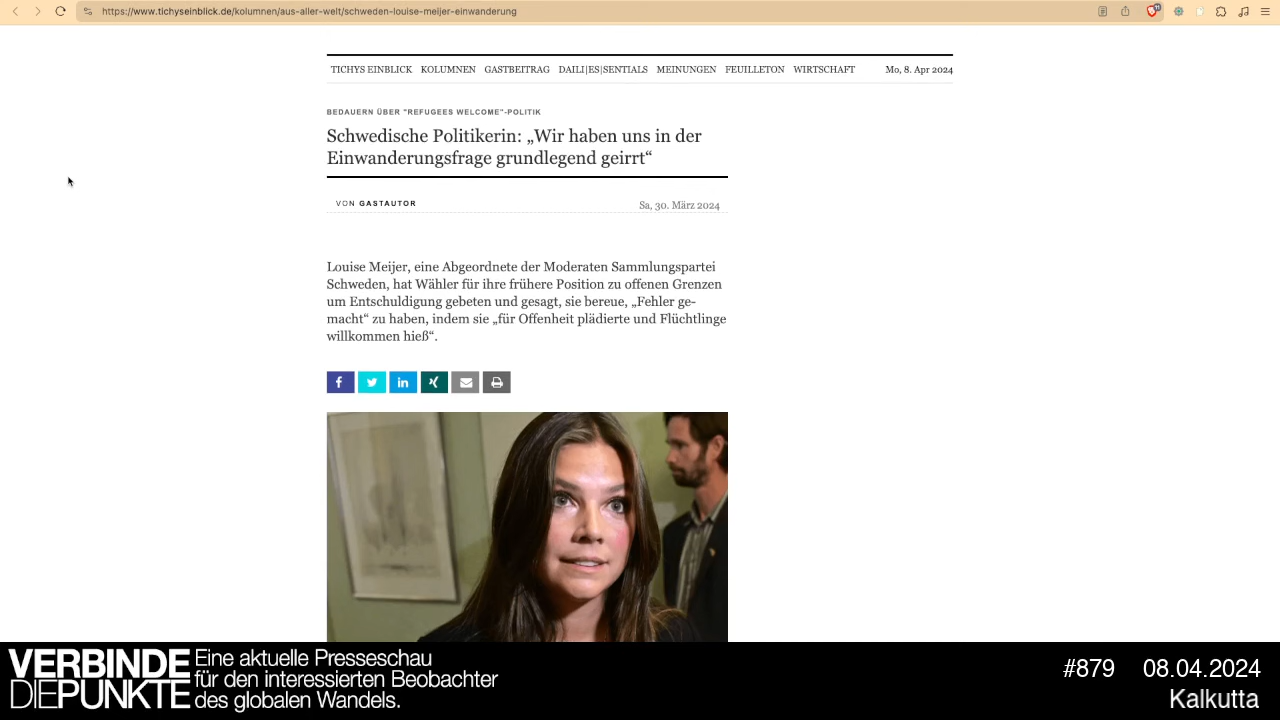 https://www.tichyseinblick.de/kolumnen/aus-aller-welt/schweden-louise-meijer-einwanderung
TICHYS EINBLICK KOLUMNEN GASTBEITRAG DAILI|ES|SENTIALS MEINUNGEN FEUILLETON WIRTSCHAFT Mo, 8. Apr 2024
BEDAUERN ÜBER "REFUGEES WELCOME"-POLITIK
Schwedische Politikerin: „Wir haben uns in der
Einwanderungsfrage grundlegend geirrt“
VON GASTAUTOR Sa, 30. März 2024
Louise Meijer, eine Abgeordnete der Moderaten Sammlungspartei
Schweden, hat Wähler für ihre frühere Position zu offenen Grenzen
um Entschuldigung gebeten und gesagt, sie bereue, „Fehler ge-
macht“ zu haben, indem sie „für Offenheit plädierte und Flüchtlinge
willkommen hieß“.
VERBINDE
DIEPUNKTE
Eine aktuelle Presseschau
für den interessierten Beobachter
des globalen Wandels.
#879 08.04.2024
Kalkutta